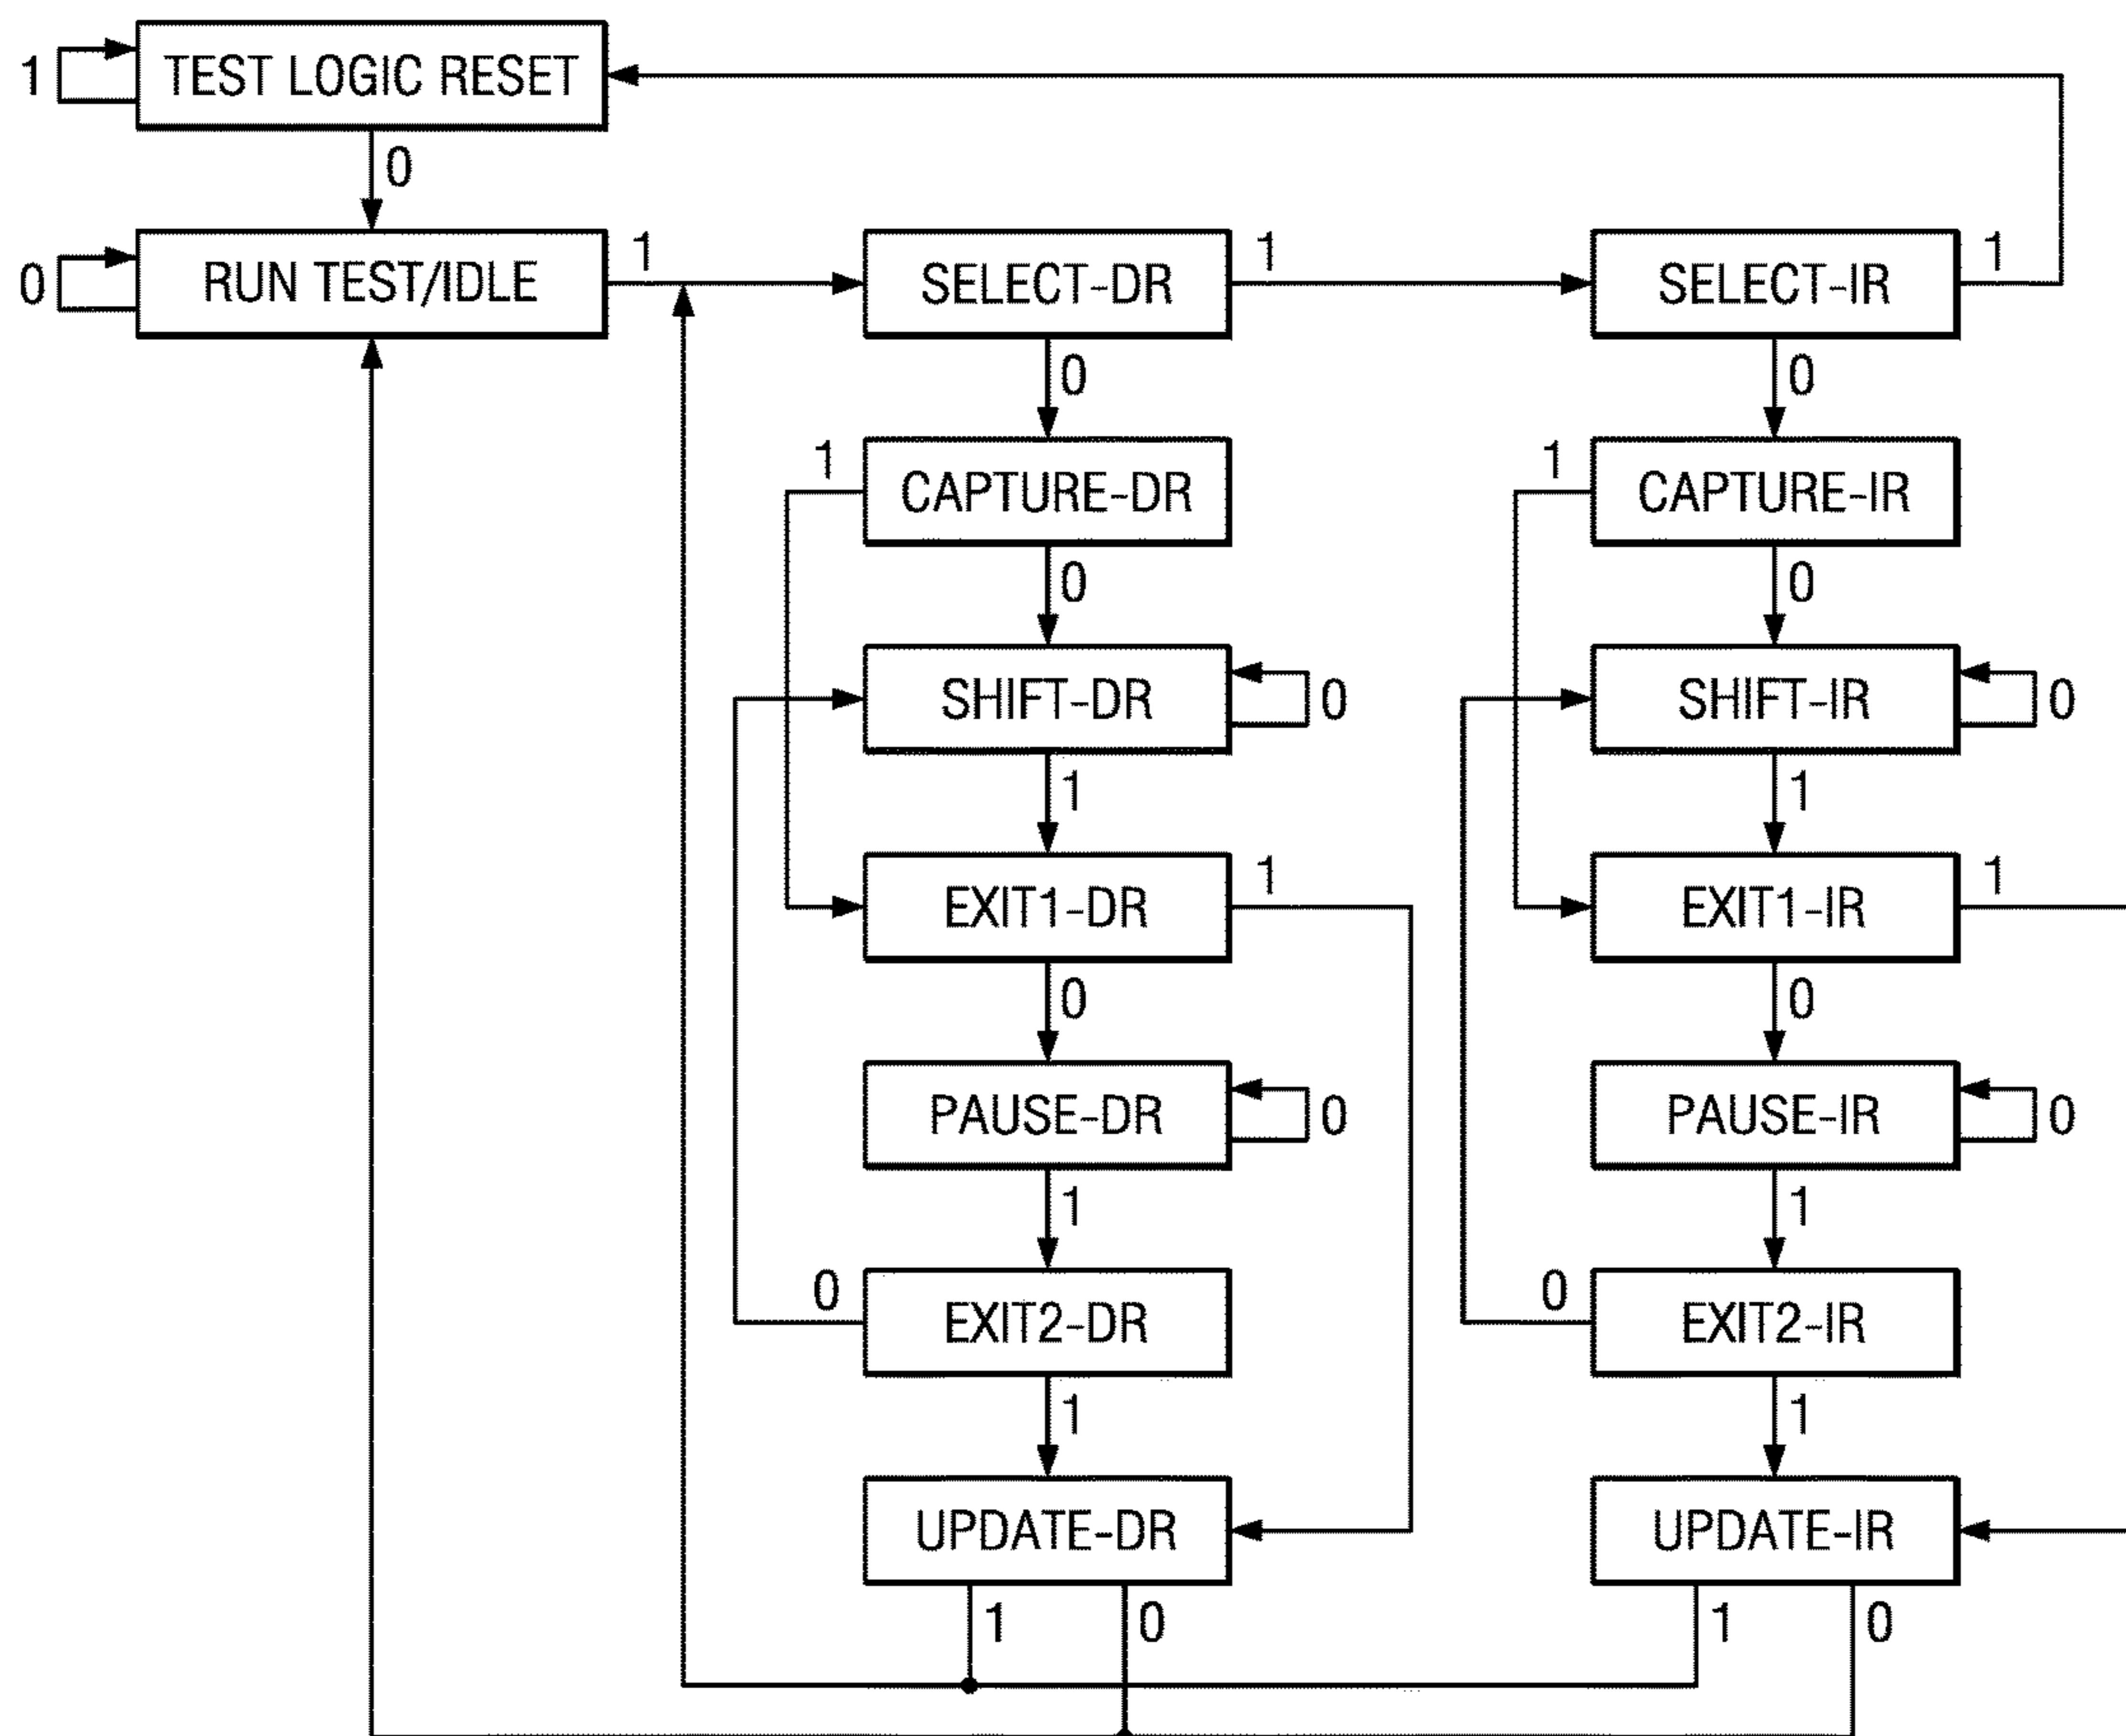 1 TEST LOGIC RESET
0
0 RUN TEST/IDLE 1 SELECT-DR 1 SELECT-IR 1
0 0
1 CAPTURE-DR 1 CAPTURE-IR
0 0
SHIFT-DR 0 SHIFT-IR 0
1 1
EXIT1-DR 1 EXIT1-IR 1
0 0
PAUSE-DR 0 PAUSE-IR 0
1 1
0 EXIT2-DR 0 EXIT2-IR
1 1
UPDATE-DR UPDATE-IR
1 0 1 0